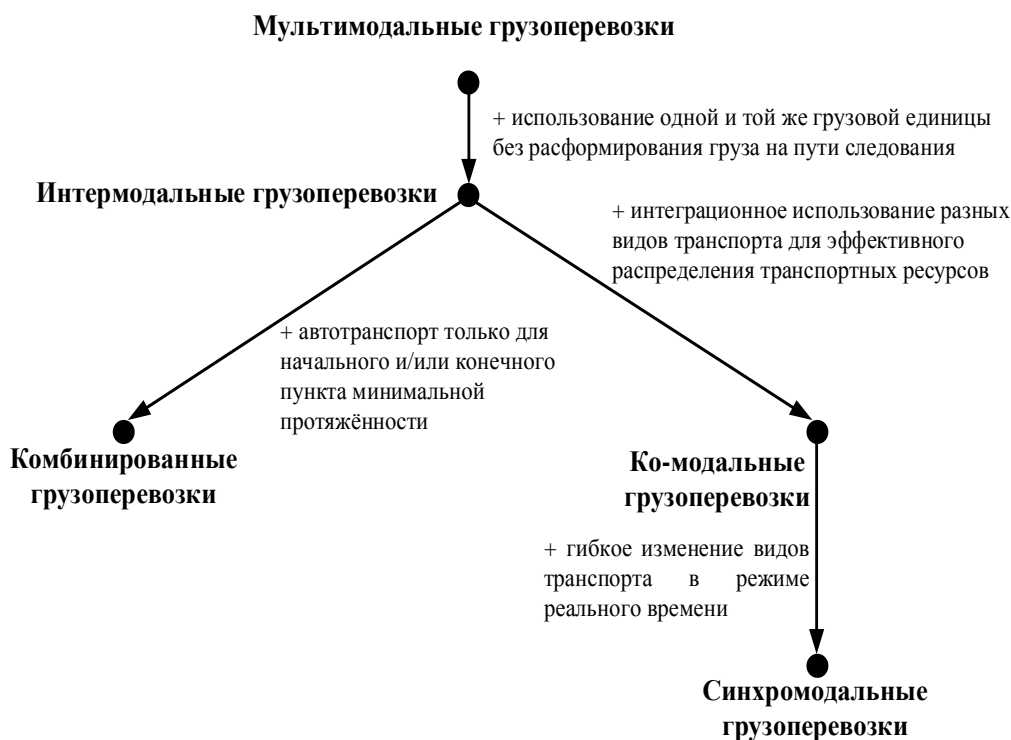 Мультимодальные грузоперевозки
+ использование одной и той же грузовой единицы
без расформирования груза на пути следования
Интермодальные грузоперевозки
+ интеграционное использование разных
видов транспорта для эффективного
распределения транспортных ресурсов
+ автотранспорт только для
начального и/или конечного
пункта минимальной
протяжённости
Комбинированные
грузоперевозки
Ко-модальные
грузоперевозки
+ гибкое изменение видов
транспорта в режиме
реального времени
Синхромодальные
грузоперевозки